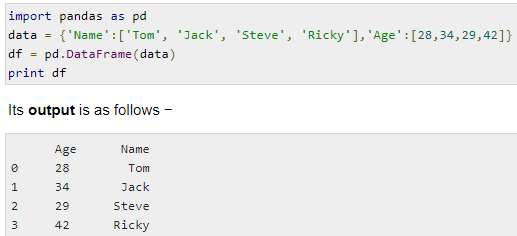 import pandas as pd
data = {'Name':['Tom', 'Jack', 'Steve', 'Ricky'],'Age':[28,34,29,42]}
df = pd.DataFrame(data)
print df
Its output is as follows −
Age Name
0 28 Tom
1 34 Jack
2 29 Steve
3 42 Ricky